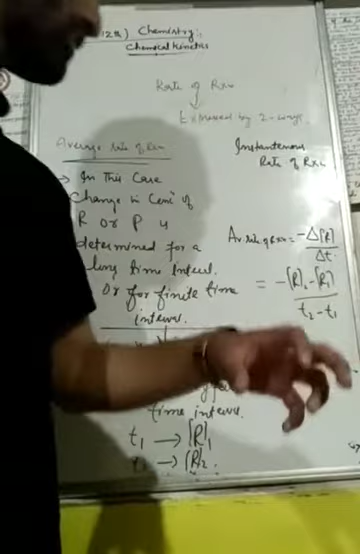 (12th) Chemistry:
Chemical Kinetics
Rate of Rxn
Expressed by 2-ways
Average rate of Rxn
→ In this Case
Change in Conc of
R or P is
determined for a
long time interval.
Or for finite time
interval.
time interval.
t₁ → [R]₁
t₂ → [R]₂
Instantaneous
Rate of Rxn
Av. rate of Rxn = -Δ[R]/Δt
= -[R]₂-[R]₁/t₂-t₁